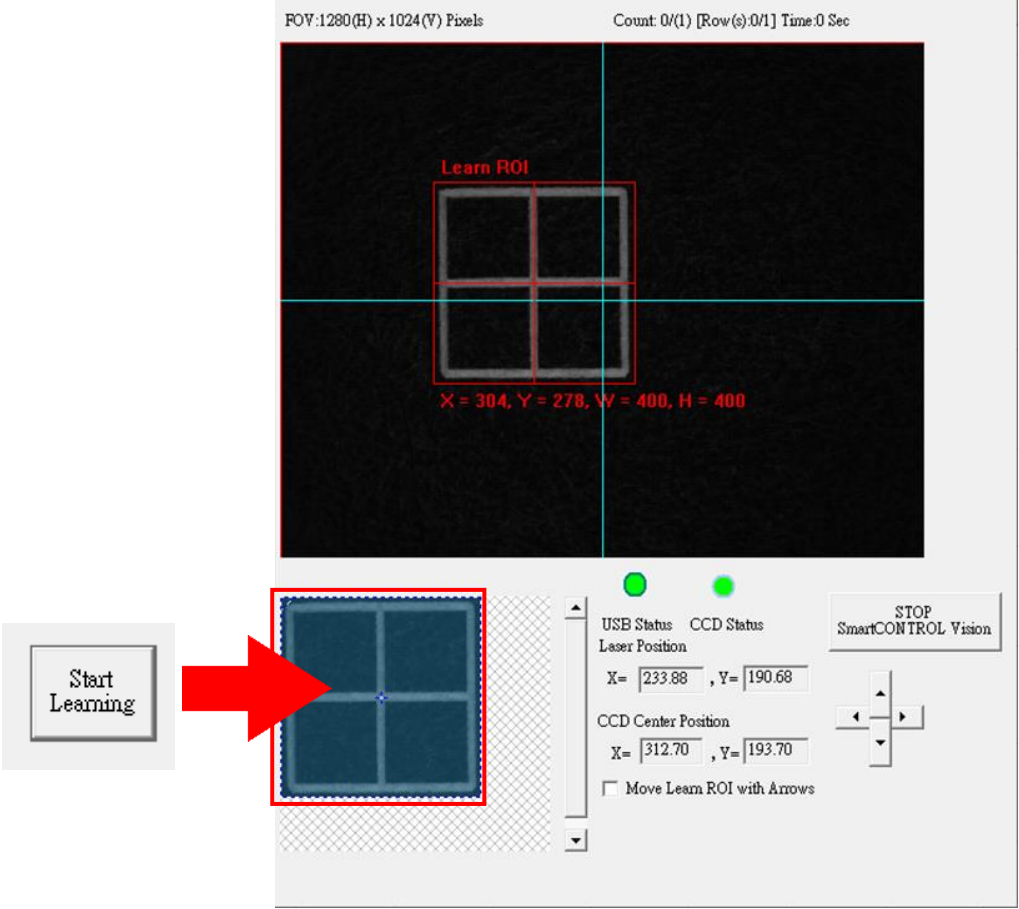 FOV:1280(H) x 1024(V) Pixels
Count: 0/(1) [Row(s):0/1] Time:0 Sec
Learn ROI
X = 304, Y = 278, W = 400, H = 400
Start
Learning
USB Status CCD Status
Laser Position
X= 233.88 , Y= 190.68
CCD Center Position
X= 312.70 , Y= 193.70
Move Learn ROI with Arrows
STOP
SmartCONTROL Vision